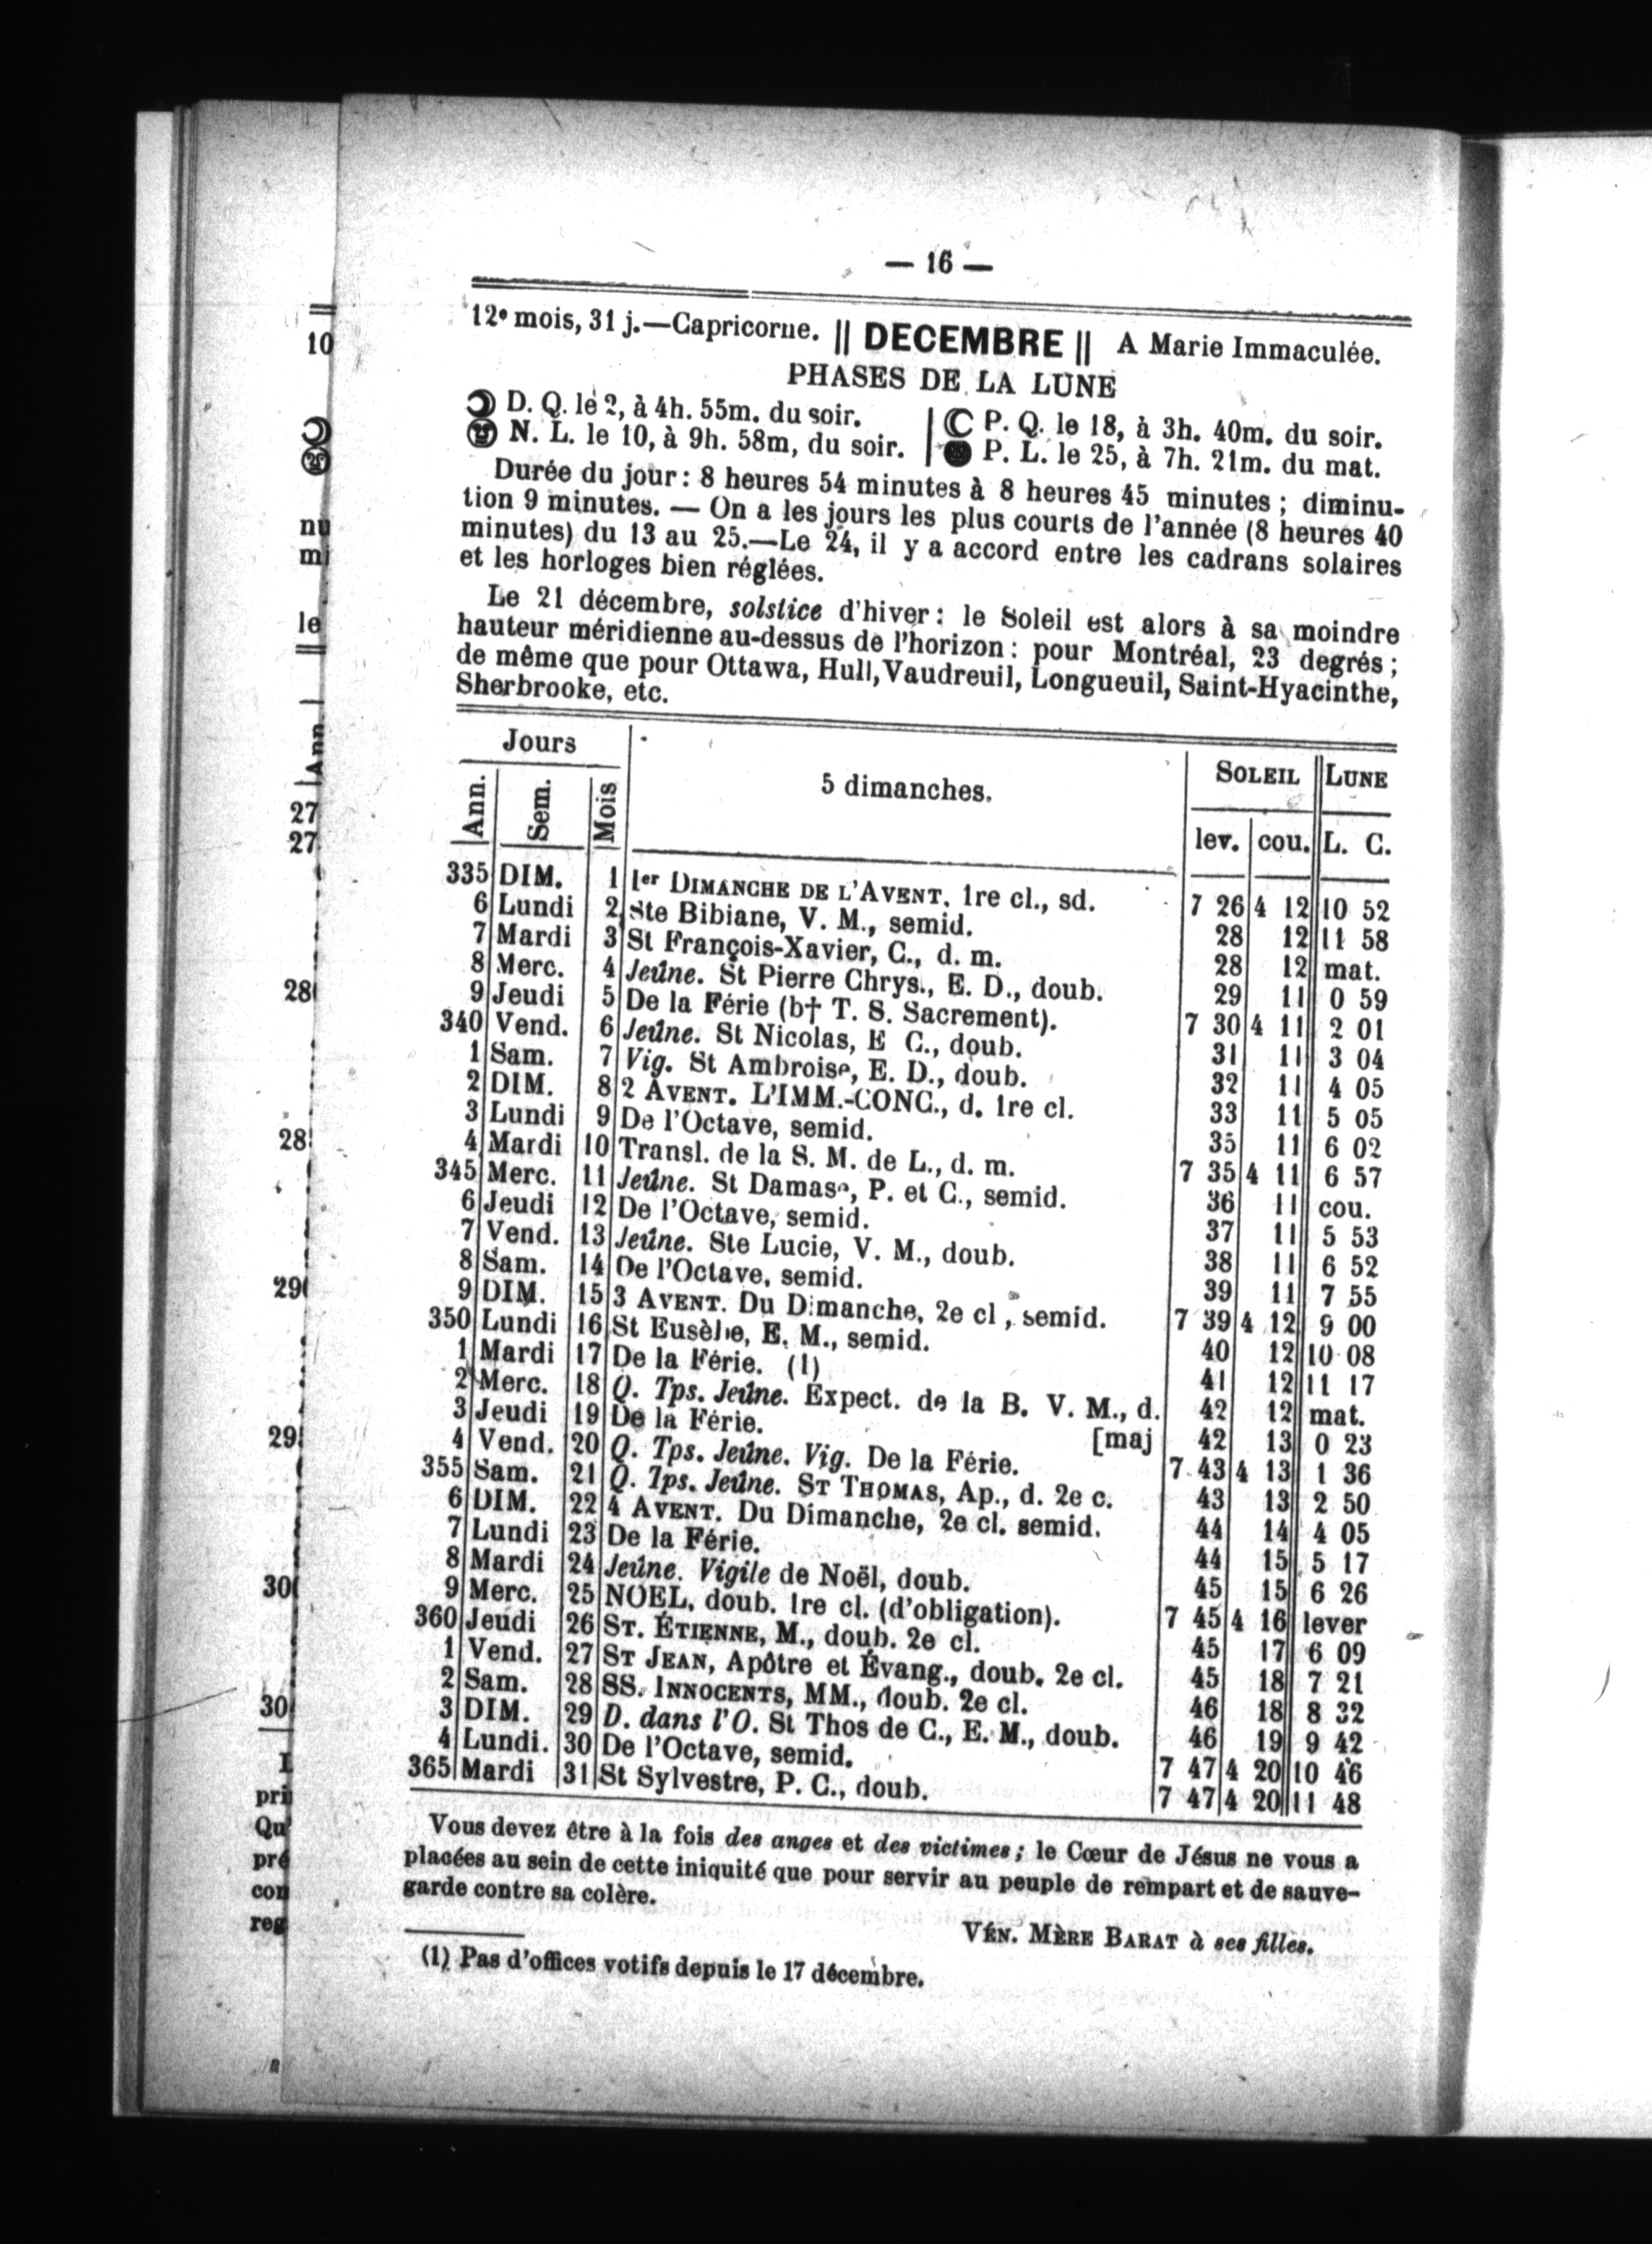 — 16 —
12e mois, 31 j.—Capricorne. || DECEMBRE || A Marie Immaculée.
PHASES DE LA LUNE
D. Q. le 2, à 4h. 55m. du soir. | P. Q. le 18, à 3h. 40m. du soir.
N. L. le 10, à 9h. 58m, du soir. | P. L. le 25, à 7h. 21m. du mat.
Durée du jour : 8 heures 54 minutes à 8 heures 45 minutes ; diminu-
tion 9 minutes. — On a les jours les plus courts de l'année (8 heures 40
minutes) du 13 au 25.—Le 24, il y a accord entre les cadrans solaires
et les horloges bien réglées.
Le 21 décembre, solstice d'hiver : le Soleil est alors à sa moindre
hauteur méridienne au-dessus de l'horizon : pour Montréal, 23 degrés ;
de même que pour Ottawa, Hull, Vaudreuil, Longueuil, Saint-Hyacinthe,
Sherbrooke, etc.
Jours | 5 dimanches. | SOLEIL | LUNE
Ann. | Sem. | Mois | lev. | cou. | L. C.
335 DIM. 1 Ier DIMANCHE DE L'AVENT, 1re cl., sd. 7 26 4 12 10 52
6 Lundi 2 Ste Bibiane, V. M., semid. 28 12 11 58
7 Mardi 3 St François-Xavier, C., d. m. 28 12 mat.
8 Merc. 4 Jeûne. St Pierre Chrys., E. D., doub. 29 11 0 59
9 Jeudi 5 De la Férie (b† T. S. Sacrement). 7 30 4 11 2 01
340 Vend. 6 Jeûne. St Nicolas, E C., doub. 31 11 3 04
1 Sam. 7 Vig. St Ambroise, E. D., doub. 32 11 4 05
2 DIM. 8 2 AVENT. L'IMM.-CONC., d. 1re cl. 33 11 5 05
3 Lundi 9 De l'Octave, semid. 35 11 6 02
4 Mardi 10 Transl. de la S. M. de L., d. m. 7 35 4 11 6 57
345 Merc. 11 Jeûne. St Damase, P. et C., semid. 36 11 cou.
6 Jeudi 12 De l'Octave, semid. 37 11 5 53
7 Vend. 13 Jeûne. Ste Lucie, V. M., doub. 38 11 6 52
8 Sam. 14 De l'Octave, semid. 39 11 7 55
9 DIM. 15 3 AVENT. Du Dimanche, 2e cl , semid. 7 39 4 12 9 00
350 Lundi 16 St Eusèbe, E. M., semid. 40 12 10 08
1 Mardi 17 De la Férie. (1) 41 12 11 17
2 Merc. 18 Q. Tps. Jeûne. Expect. de la B. V. M., d. 42 12 mat.
3 Jeudi 19 De la Férie. [maj 42 13 0 23
4 Vend. 20 Q. Tps. Jeûne. Vig. De la Férie. 7 43 4 13 1 36
355 Sam. 21 Q. Tps. Jeûne. ST THOMAS, Ap., d. 2e c. 43 13 2 50
6 DIM. 22 4 AVENT. Du Dimanche, 2e cl. semid. 44 14 4 05
7 Lundi 23 De la Férie. 44 15 5 17
8 Mardi 24 Jeûne. Vigile de Noël, doub. 45 15 6 26
9 Merc. 25 NOEL, doub. 1re cl. (d'obligation). 7 45 4 16 lever
360 Jeudi 26 ST. ÉTIENNE, M., doub. 2e cl. 45 17 6 09
1 Vend. 27 ST JEAN, Apôtre et Évang., doub. 2e cl. 45 18 7 21
2 Sam. 28 SS. INNOCENTS, MM., doub. 2e cl. 46 18 8 32
3 DIM. 29 D. dans l'O. St Thos de C., E. M., doub. 46 19 9 42
4 Lundi. 30 De l'Octave, semid. 7 47 4 20 10 46
365 Mardi 31 St Sylvestre, P. C., doub. 7 47 4 20 11 48
Vous devez être à la fois des anges et des victimes ; le Cœur de Jésus ne vous a
placées au sein de cette iniquité que pour servir au peuple de rempart et de sauve-
garde contre sa colère.
VÉN. MÈRE BARAT à ses filles.
(1) Pas d'offices votifs depuis le 17 décembre.